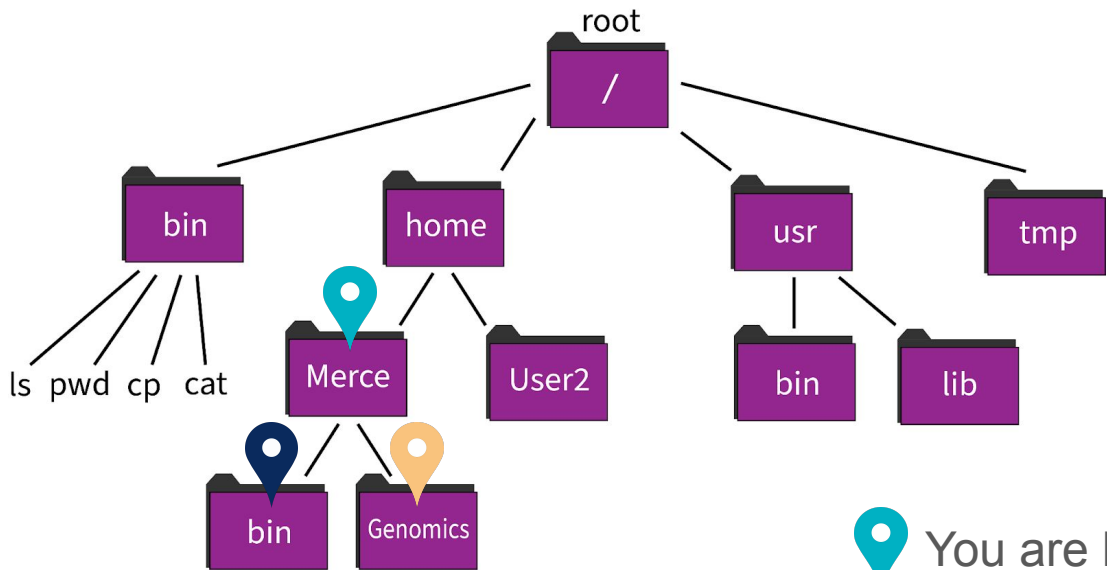 root
/
bin
home
usr
tmp
ls pwd cp cat
Merce
User2
bin
lib
bin
Genomics
You are